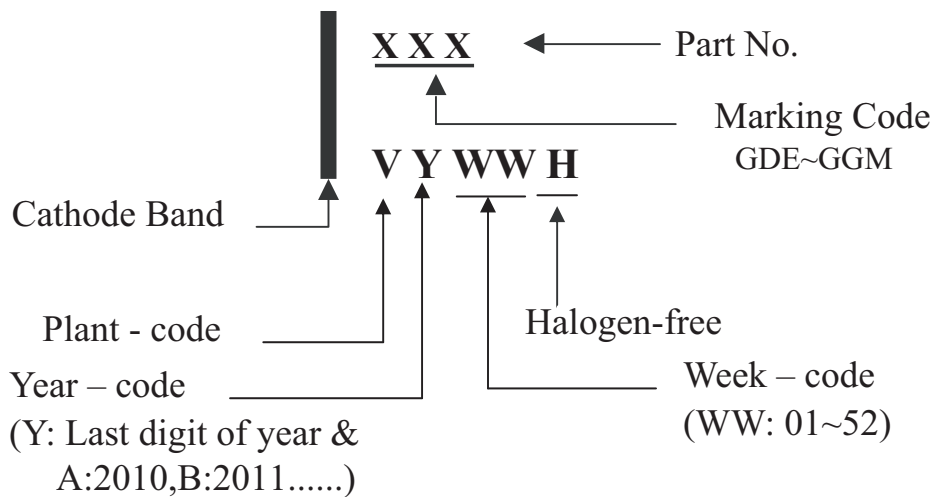 X X X
Part No.
Marking Code
GDE~GGM
V Y WW H
Cathode Band
Plant - code
Halogen-free
Year – code
(Y: Last digit of year &
A:2010,B:2011......)
Week – code
(WW: 01~52)